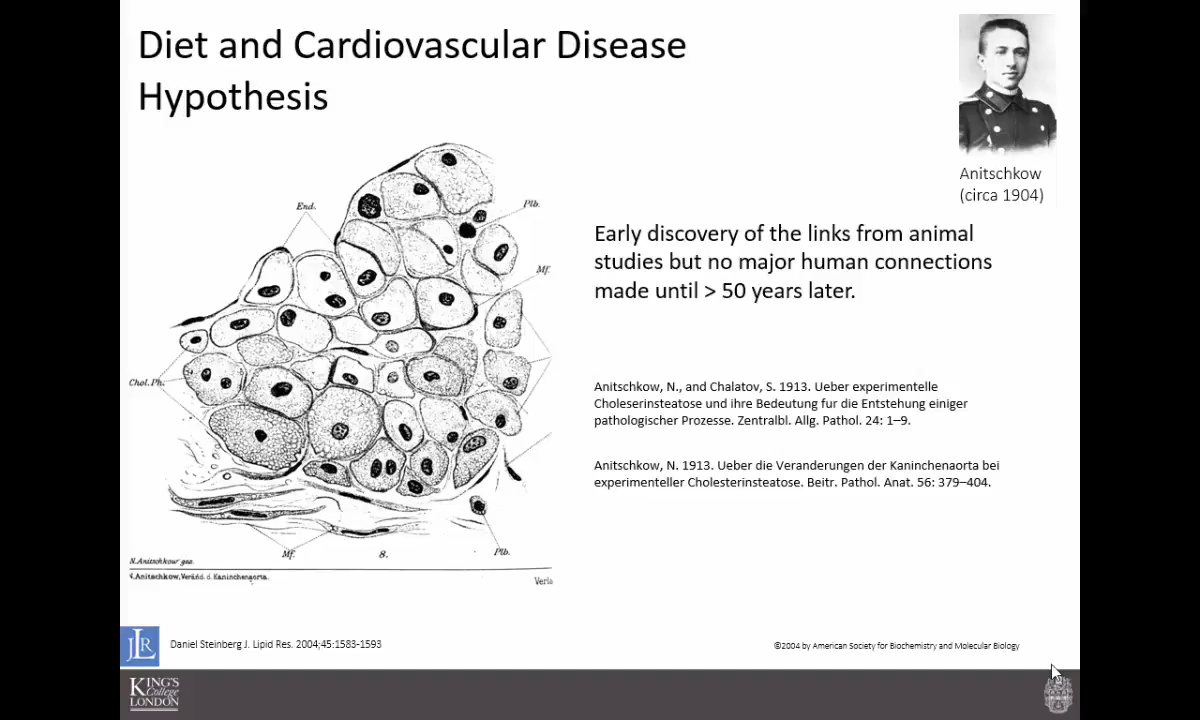 Diet and Cardiovascular Disease
Hypothesis
Anitschkow
(circa 1904)
End.
Plb.
Mf.
Chol. Ph.
Early discovery of the links from animal
studies but no major human connections
made until > 50 years later.
Anitschkow, N., and Chalatov, S. 1913. Ueber experimentelle
Choleserinsteatose und ihre Bedeutung fur die Entstehung einiger
pathologischer Prozesse. Zentralbl. Allg. Pathol. 24: 1–9.
Anitschkow, N. 1913. Ueber die Veranderungen der Kaninchenaorta bei
experimenteller Cholesterinsteatose. Beitr. Pathol. Anat. 56: 379–404.
Mf.
8.
Plb.
N. Anitschkow gez.
Anitschkow, Veränd. d. Kaninchenaorta.
Verla
JLR
Daniel Steinberg J. Lipid Res. 2004;45:1583-1593
©2004 by American Society for Biochemistry and Molecular Biology
KING'S
College
LONDON